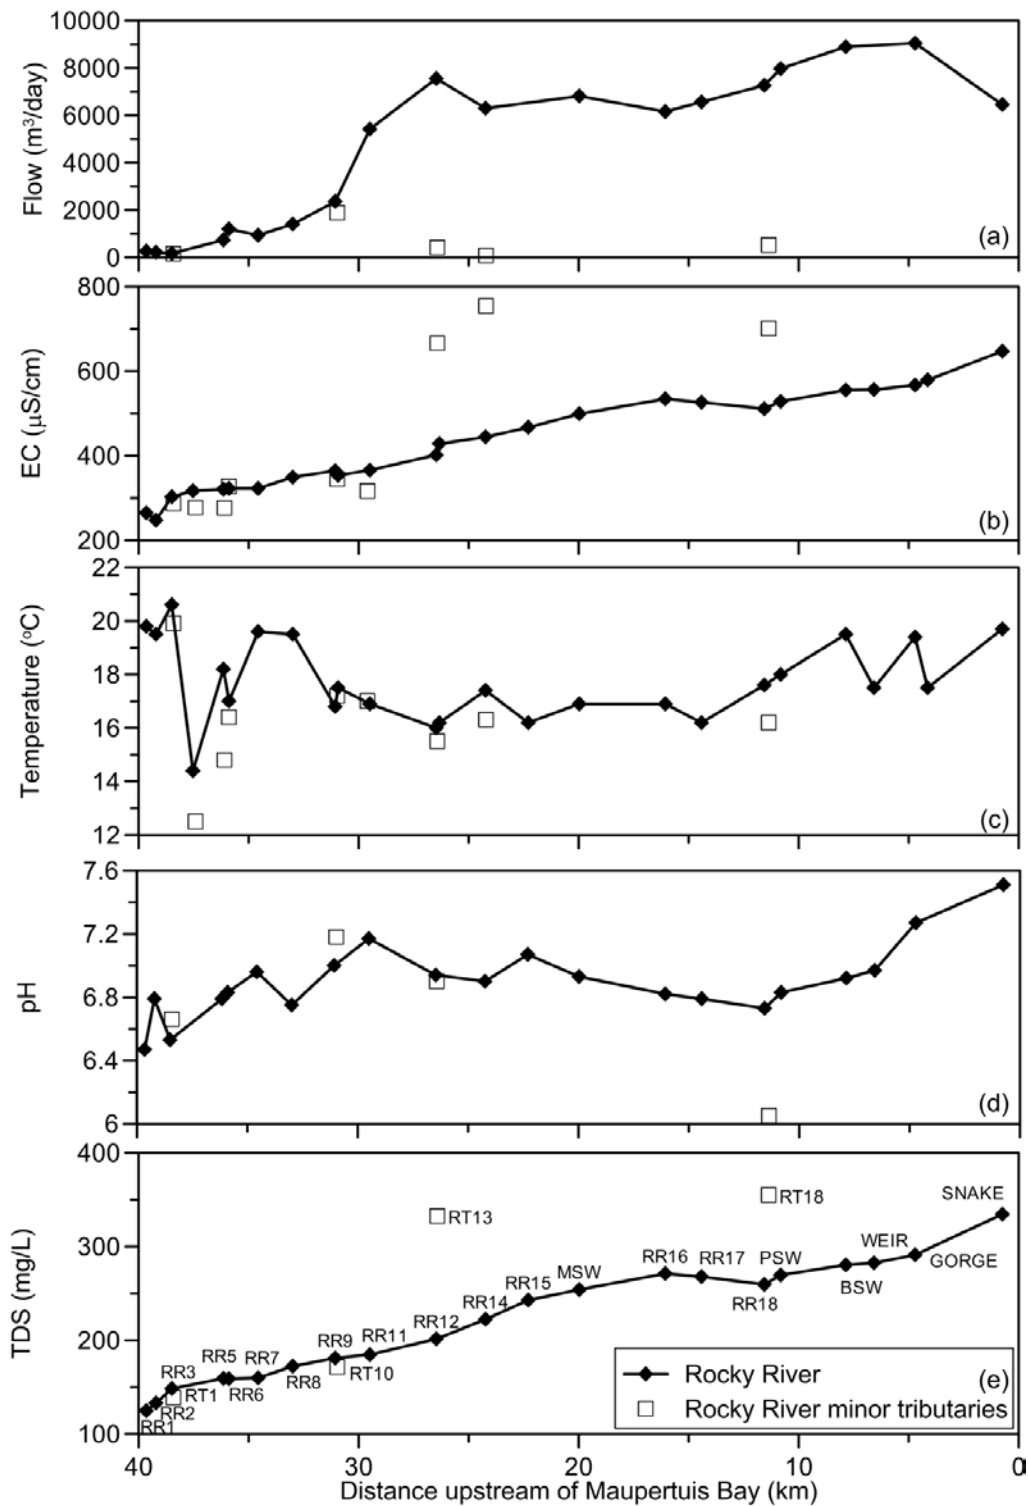 10000
8000
6000
4000
2000
0
Flow (m³/day)
(a)
800
600
400
200
EC (μS/cm)
(b)
22
20
18
16
14
12
Temperature (°C)
(c)
7.6
7.2
6.8
6.4
6
pH
(d)
400
300
200
100
TDS (mg/L)
SNAKE
RT13
RT18
WEIR
GORGE
RR16
RR17
PSW
MSW
BSW
RR15
RR18
RR14
RR12
RR9
RR11
RR5
RR7
RR3
RT1
RR6
RR8
RT10
RR2
RR1
(e)
Rocky River
Rocky River minor tributaries
40
30
20
10
0
Distance upstream of Maupertuis Bay (km)